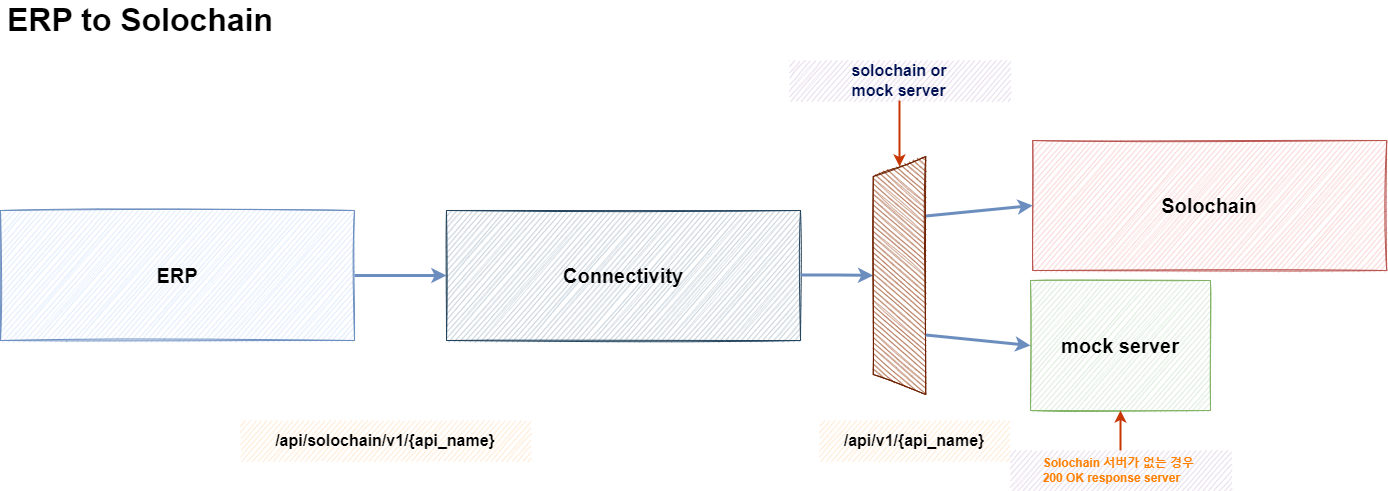 ERP to Solochain
solochain or
mock server
Solochain
ERP
Connectivity
mock server
/api/solochain/v1/{api_name}
/api/v1/{api_name}
Solochain 서버가 없는 경우
200 OK response server